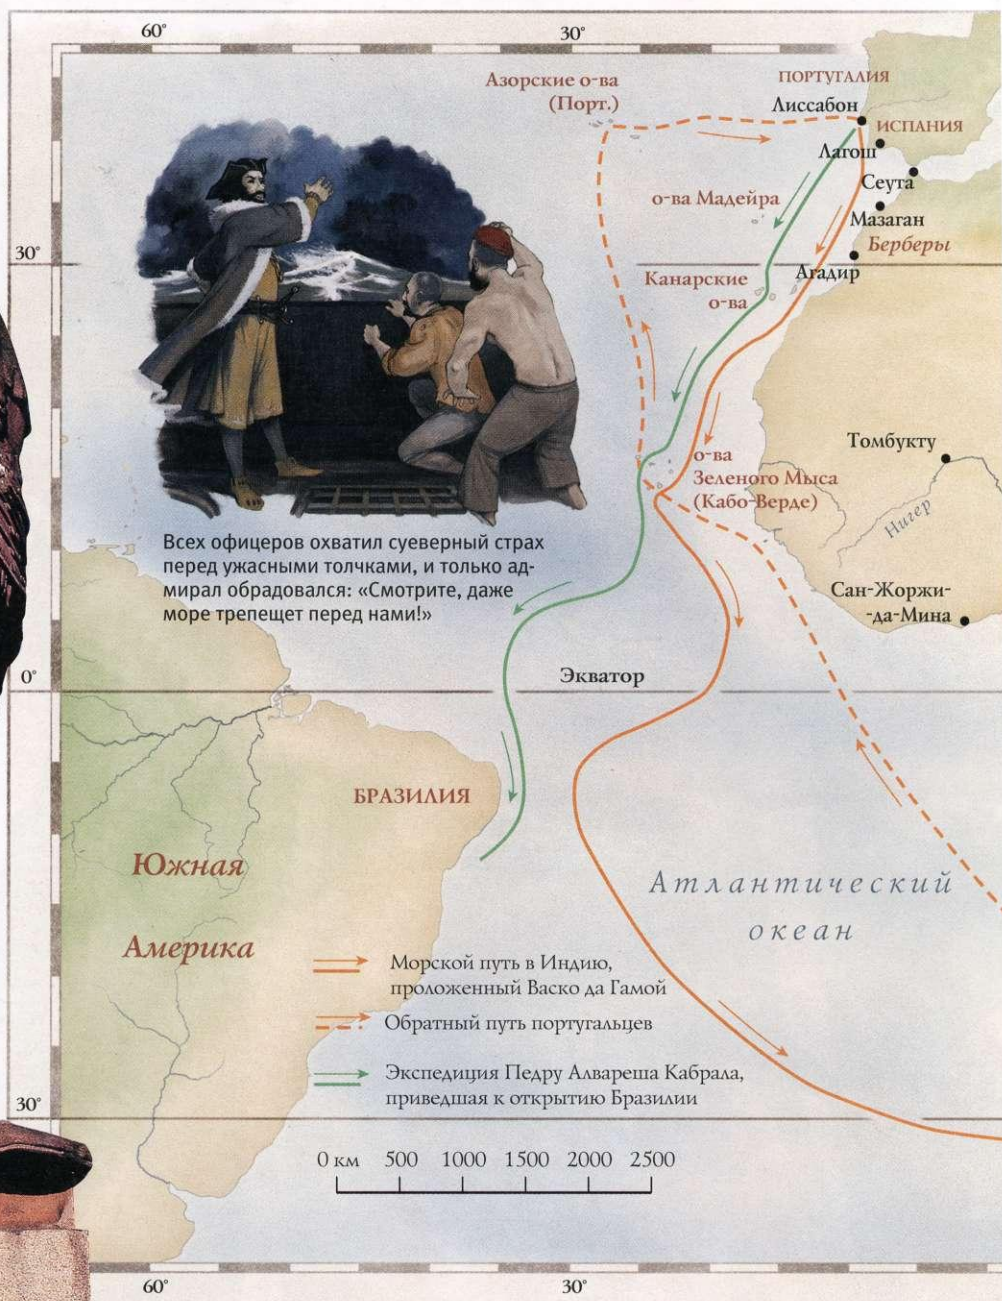 60°
30°
Азорские о-ва
(Порт.)
ПОРТУГАЛИЯ
Лиссабон
ИСПАНИЯ
Лагош
Сеута
о-ва Мадейра
Мазаган
Берберы
30°
Агадир
Канарские
о-ва
Томбукту
о-ва
Зеленого Мыса
(Кабо-Верде)
Нигер
Всех офицеров охватил суеверный страх
перед ужасными толчками, и только ад-
мирал обрадовался: «Смотрите, даже
море трепещет перед нами!»
Сан-Жоржи-
-да-Мина
0°
Экватор
БРАЗИЛИЯ
Южная
Америка
Атлантический
океан
Морской путь в Индию,
проложенный Васко да Гамой
Обратный путь португальцев
Экспедиция Педру Алвареша Кабрала,
приведшая к открытию Бразилии
30°
0 км 500 1000 1500 2000 2500
60°
30°